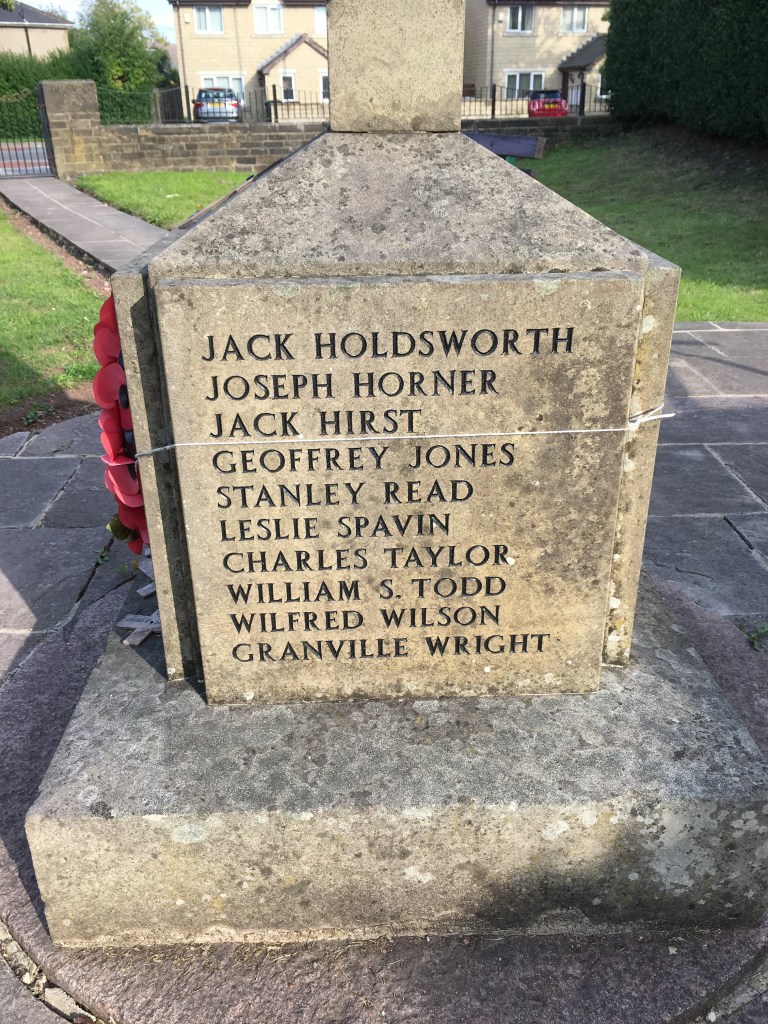 JACK HOLDSWORTH
JOSEPH HORNER
JACK HIRST
GEOFFREY JONES
STANLEY READ
LESLIE SPAVIN
CHARLES TAYLOR
WILLIAM S. TODD
WILFRED WILSON
GRANVILLE WRIGHT